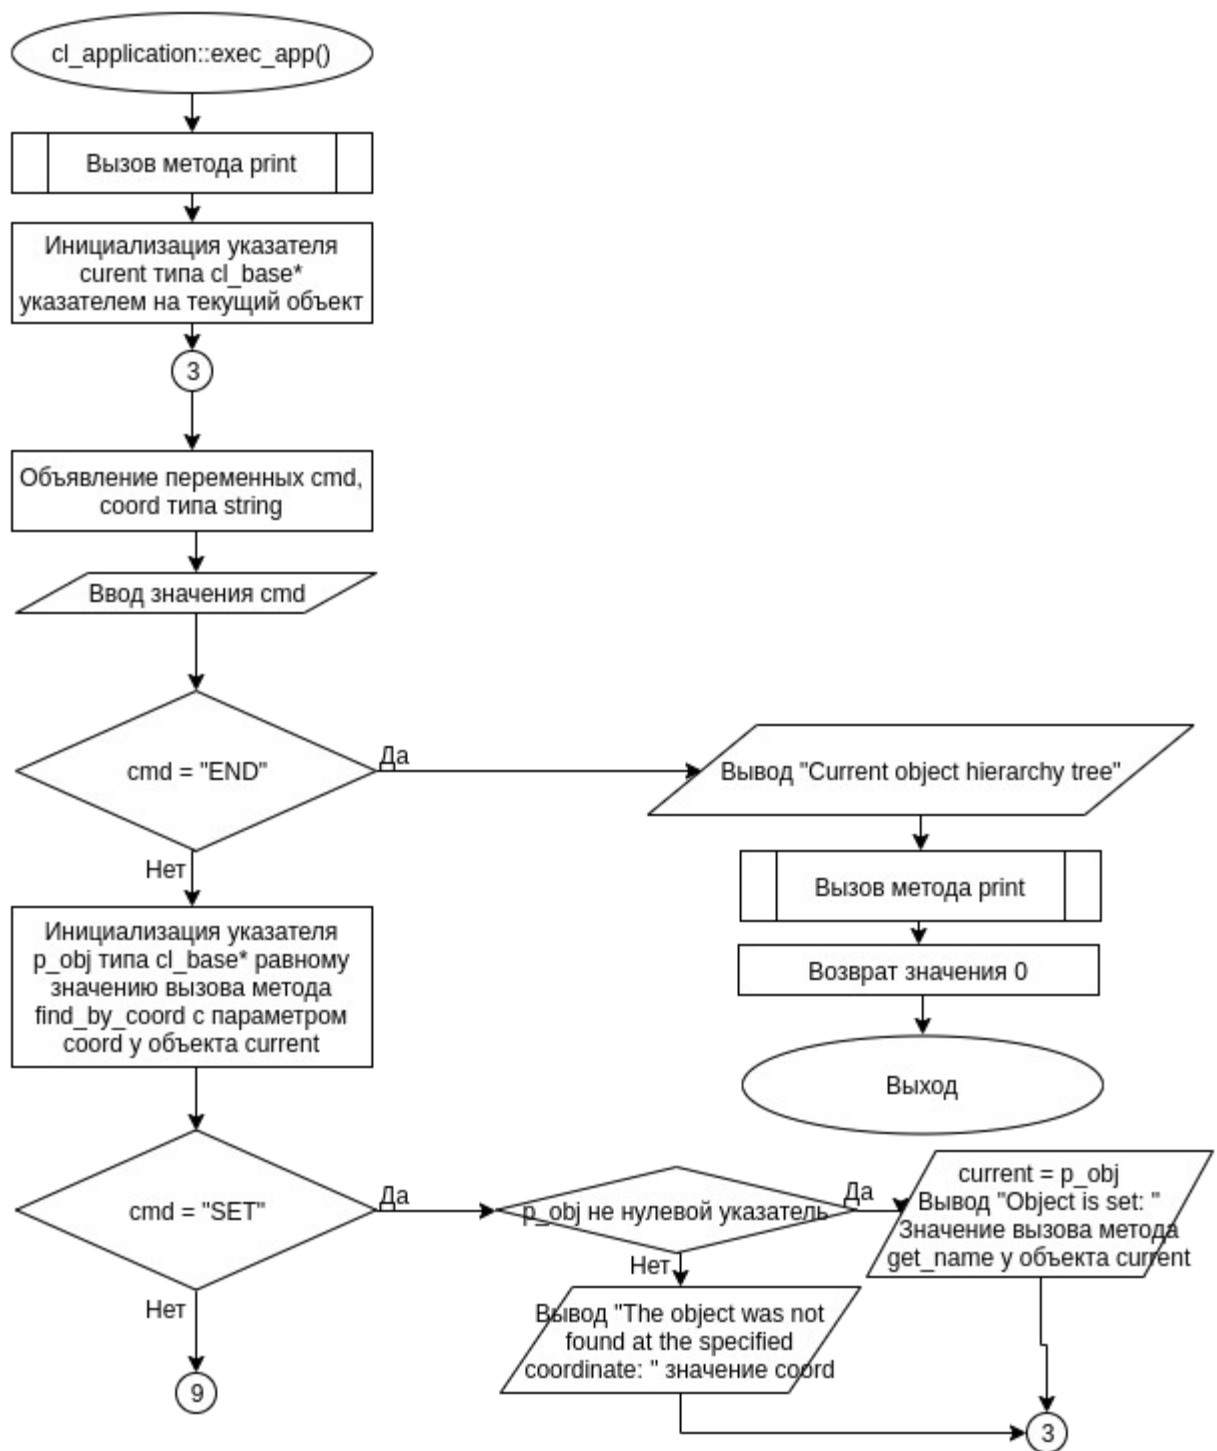 cl_application::exec_app()
Вызов метода print
Инициализация указателя
curent типа cl_base*
указателем на текущий объект
3
Объявление переменных cmd,
coord типа string
Ввод значения cmd
cmd = "END"
Да
Вывод "Current object hierarchy tree"
Вызов метода print
Возврат значения 0
Выход
Нет
Инициализация указателя
p_obj типа cl_base* равному
значению вызова метода
find_by_coord с параметром
coord у объекта current
cmd = "SET"
Да
p_obj не нулевой указатель
Да
current = p_obj
Вывод "Object is set: "
Значение вызова метода
get_name у объекта current
Нет
Вывод "The object was not
found at the specified
coordinate: " значение coord
Нет
9
3